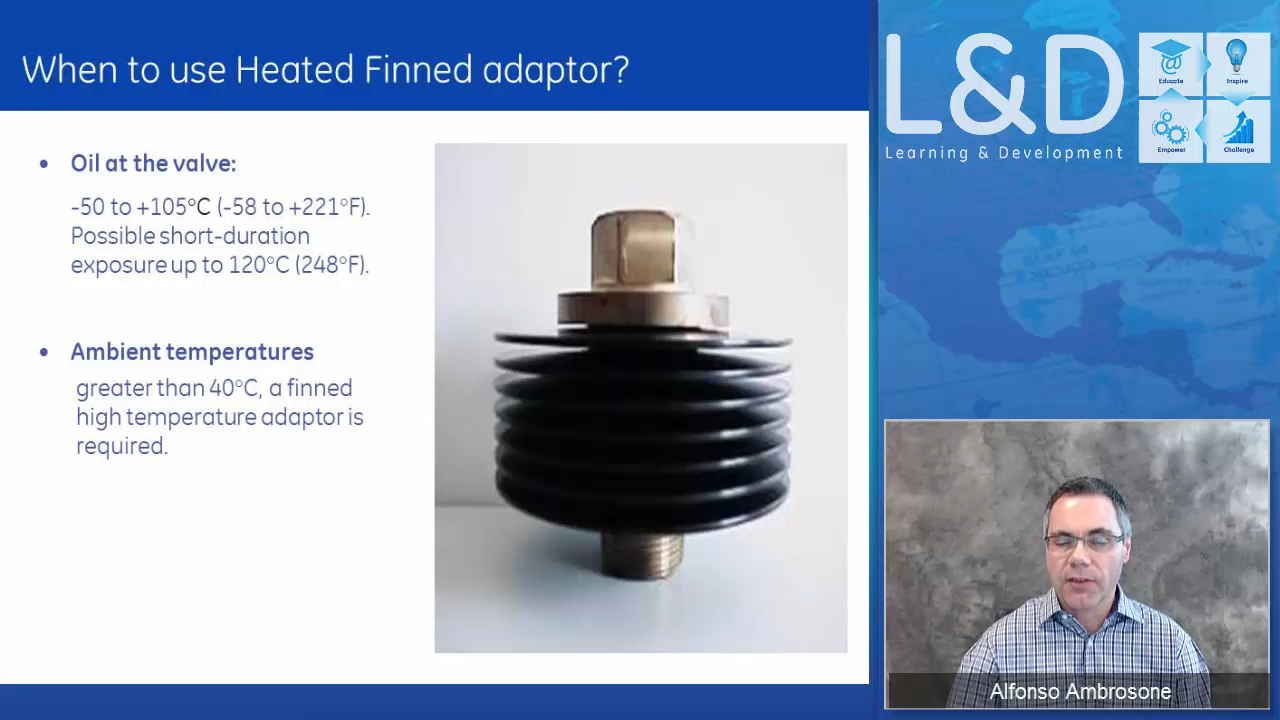 When to use Heated Finned adaptor?
• Oil at the valve:
-50 to +105°C (-58 to +221°F).
Possible short-duration
exposure up to 120°C (248°F).
• Ambient temperatures
greater than 40°C, a finned
high temperature adaptor is
required.
L&D
Learning & Development
Educate
Inspire
Empower
Challenge
Alfonso Ambrosone